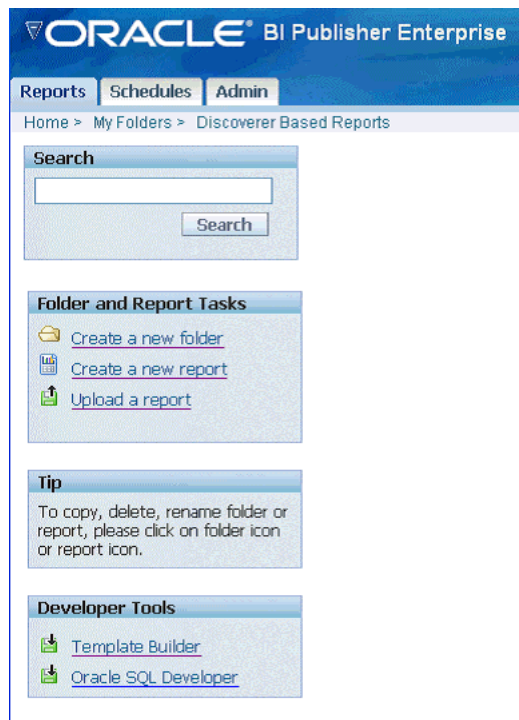 ORACLE® BI Publisher Enterprise
Reports Schedules Admin
Home > My Folders > Discoverer Based Reports
Search
Search
Folder and Report Tasks
Create a new folder
Create a new report
Upload a report
Tip
To copy, delete, rename folder or
report, please click on folder icon
or report icon.
Developer Tools
Template Builder
Oracle SQL Developer